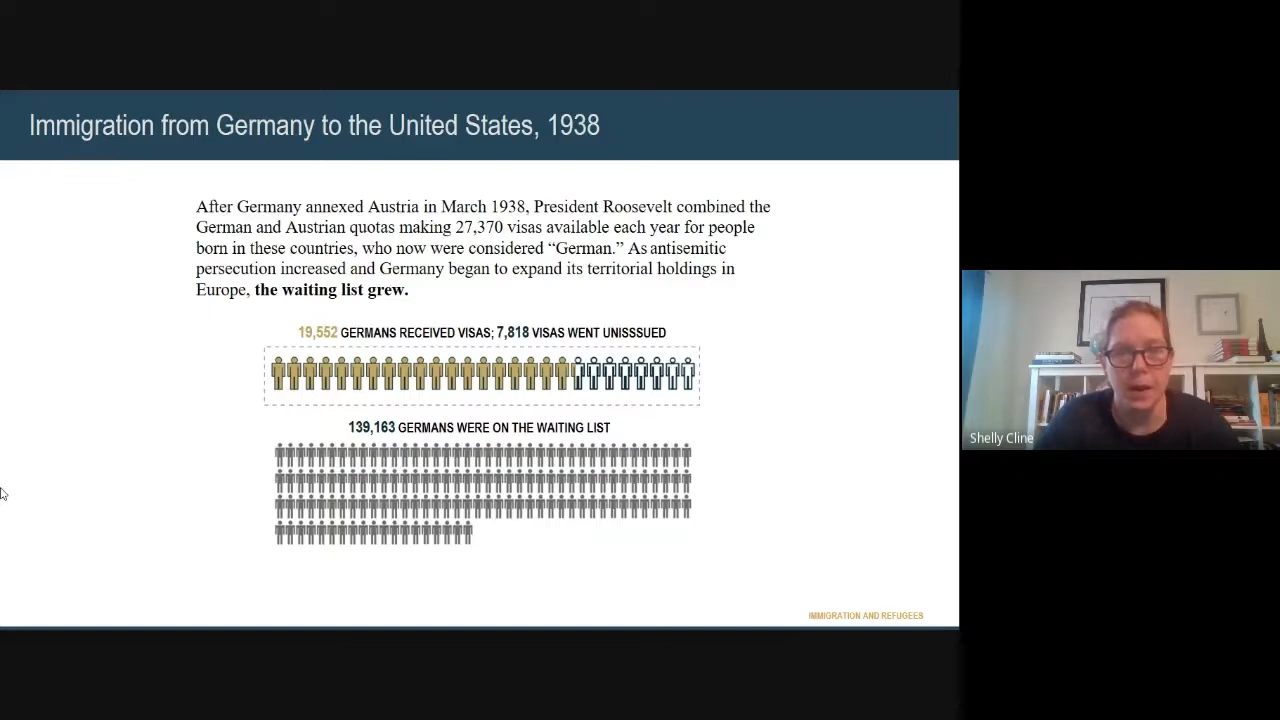 Immigration from Germany to the United States, 1938
After Germany annexed Austria in March 1938, President Roosevelt combined the
German and Austrian quotas making 27,370 visas available each year for people
born in these countries, who now were considered “German.” As antisemitic
persecution increased and Germany began to expand its territorial holdings in
Europe, the waiting list grew.
19,552 GERMANS RECEIVED VISAS; 7,818 VISAS WENT UNISSSUED
139,163 GERMANS WERE ON THE WAITING LIST
IMMIGRATION AND REFUGEES
Shelly Cline